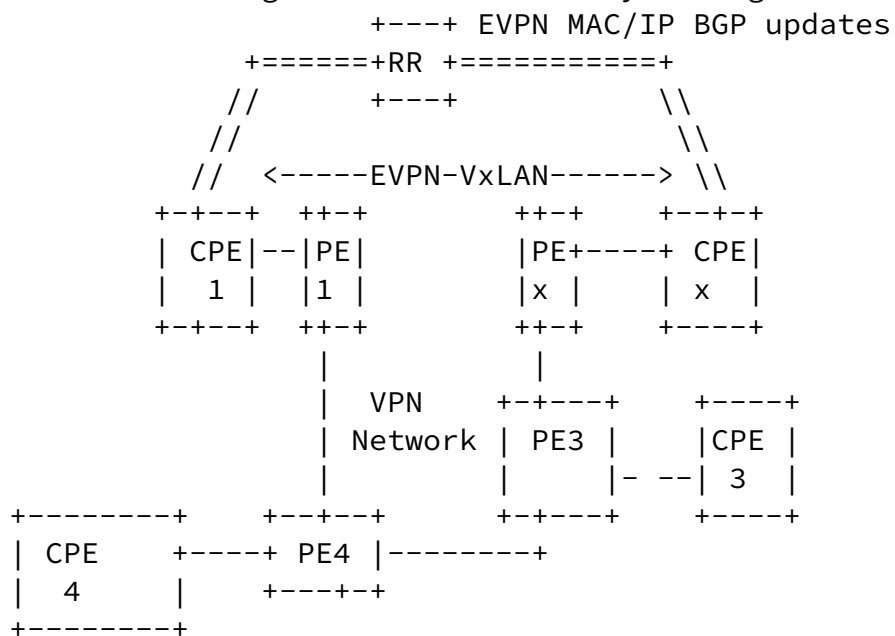 +---+ EVPN MAC/IP BGP updates
+======+RR +===========+
// +---+ \\
// \\
// <-----EVPN-VxLAN------> \\
+-+--+ ++-+ ++-+ +--+-+
| CPE|--|PE| |PE+----+ CPE|
| 1 | |1 | |x | | x |
+-+--+ ++-+ ++-+ +----+
| |
| VPN +-+---+ +----+
| Network | PE3 | |CPE |
| | |- --| 3 |
+--------+ +--+--+ +-+---+ +----+
| CPE +----+ PE4 |--------+
| 4 | +---+-+
+--------+